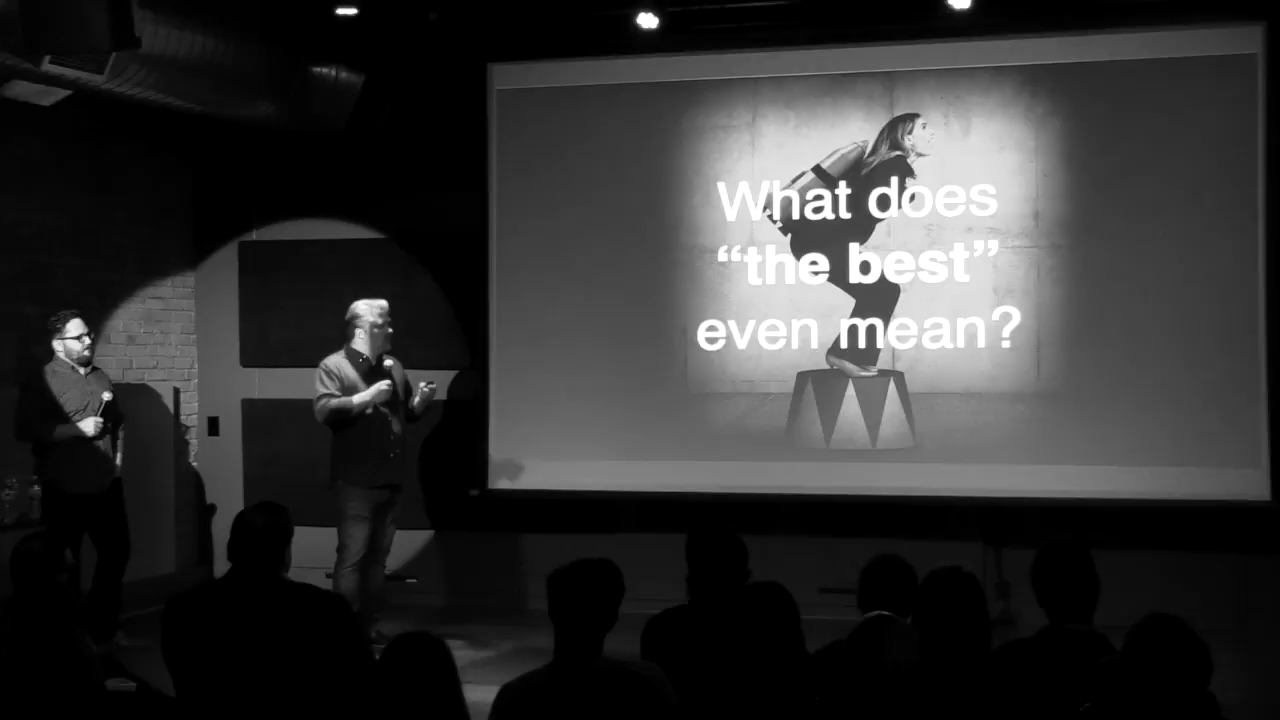 What does
“the best”
even mean?